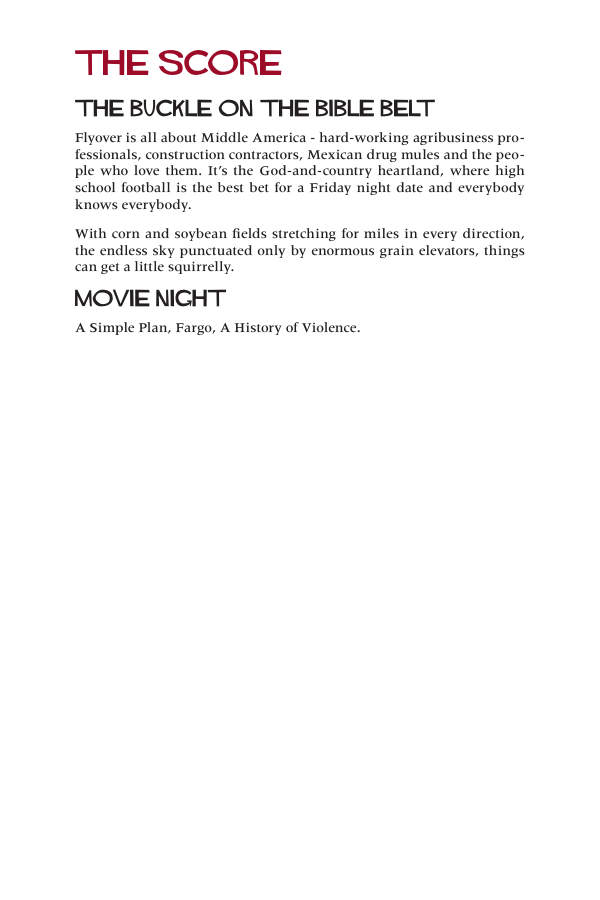 THE SCORE
THE BUCKLE ON THE BIBLE BELT
Flyover is all about Middle America - hard-working agribusiness pro-
fessionals, construction contractors, Mexican drug mules and the peo-
ple who love them. It’s the God-and-country heartland, where high
school football is the best bet for a Friday night date and everybody
knows everybody.
With corn and soybean fields stretching for miles in every direction,
the endless sky punctuated only by enormous grain elevators, things
can get a little squirrelly.
MOVIE NIGHT
A Simple Plan, Fargo, A History of Violence.